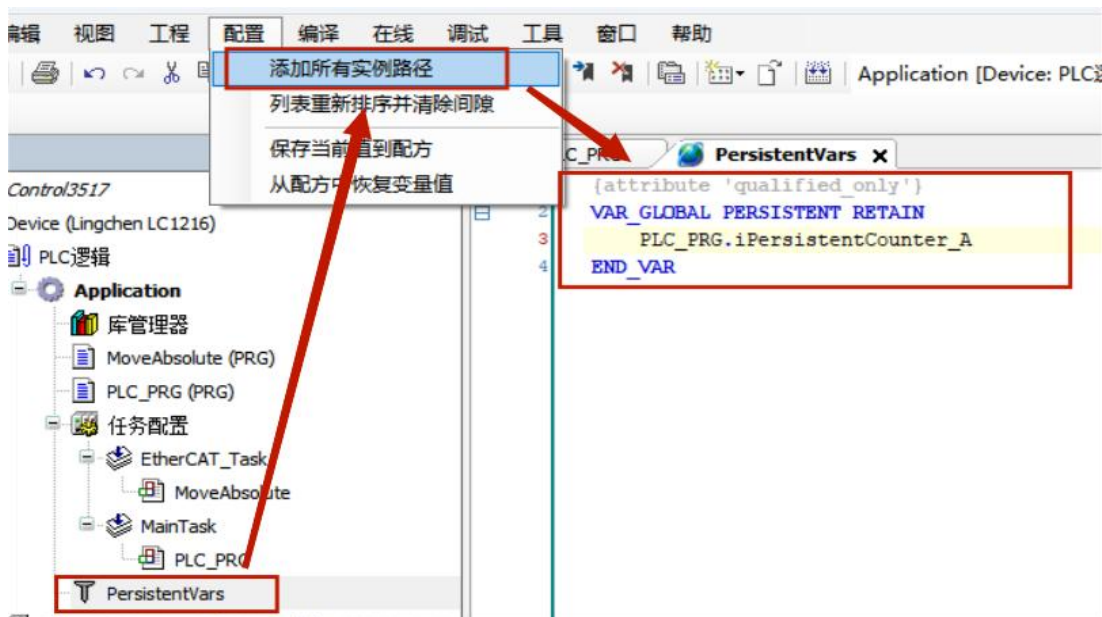 编辑 视图 工程 配置 编译 在线 调试 工具 窗口 帮助
Application [Device: PLC
添加所有实例路径
列表重新排序并清除间隙
保存当前值到配方
从配方中恢复变量值
PersistentVars
Control3517
Device (Lingchen LC1216)
PLC逻辑
Application
库管理器
MoveAbsolute (PRG)
PLC_PRG (PRG)
任务配置
EtherCAT_Task
MoveAbsolute
MainTask
PLC_PRG
PersistentVars
{attribute 'qualified_only'}
2 VAR_GLOBAL PERSISTENT RETAIN
3 PLC_PRG.iPersistentCounter_A
4 END_VAR